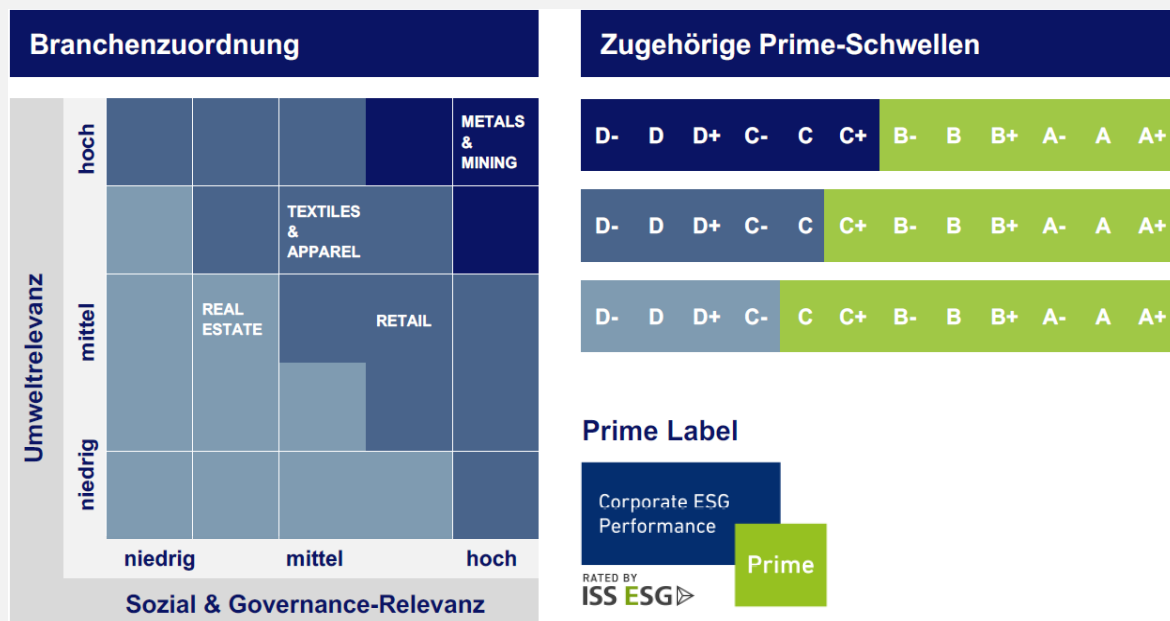 Branchenzuordnung
Umweltrelevanz
hoch
mittel
niedrig
METALS
&
MINING
TEXTILES
&
APPAREL
REAL
ESTATE
RETAIL
niedrig mittel hoch
Sozial & Governance-Relevanz
Zugehörige Prime-Schwellen
D- D D+ C- C C+ B- B B+ A- A A+
D- D D+ C- C C+ B- B B+ A- A A+
D- D D+ C- C C+ B- B B+ A- A A+
Prime Label
Corporate ESG
Performance
Prime
RATED BY
ISS ESG